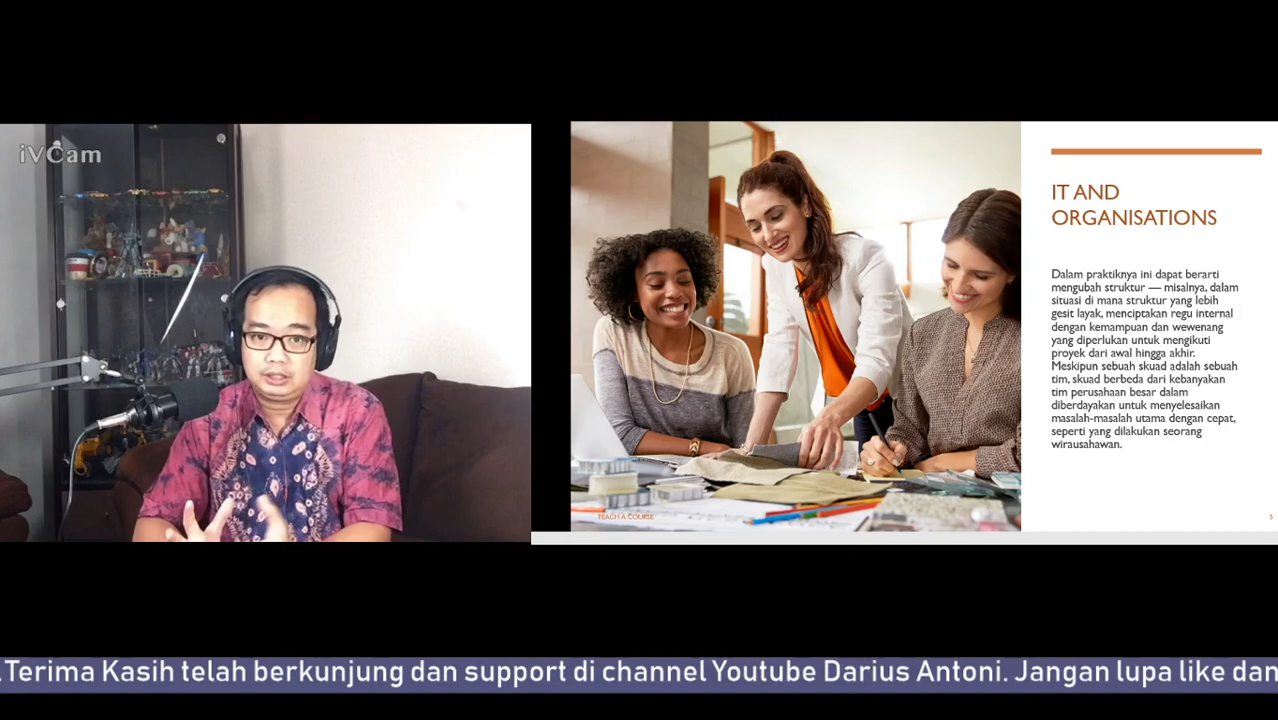 iVCam
IT AND
ORGANISATIONS
Dalam praktiknya ini dapat berarti
mengubah struktur — misalnya, dalam
situasi di mana struktur yang lebih
gesit layak, menciptakan regu internal
dengan kemampuan dan wewenang
yang diperlukan untuk mengikuti
proyek dari awal hingga akhir.
Meskipun sebuah skuad adalah sebuah
tim, skuad berbeda dari kebanyakan
tim perusahaan besar dalam
diberdayakan untuk menyelesaikan
masalah-masalah utama dengan cepat,
seperti yang dilakukan seorang
wirausahawan.
TEACH A COURSE
5
. Terima Kasih telah berkunjung dan support di channel Youtube Darius Antoni. Jangan lupa like dan